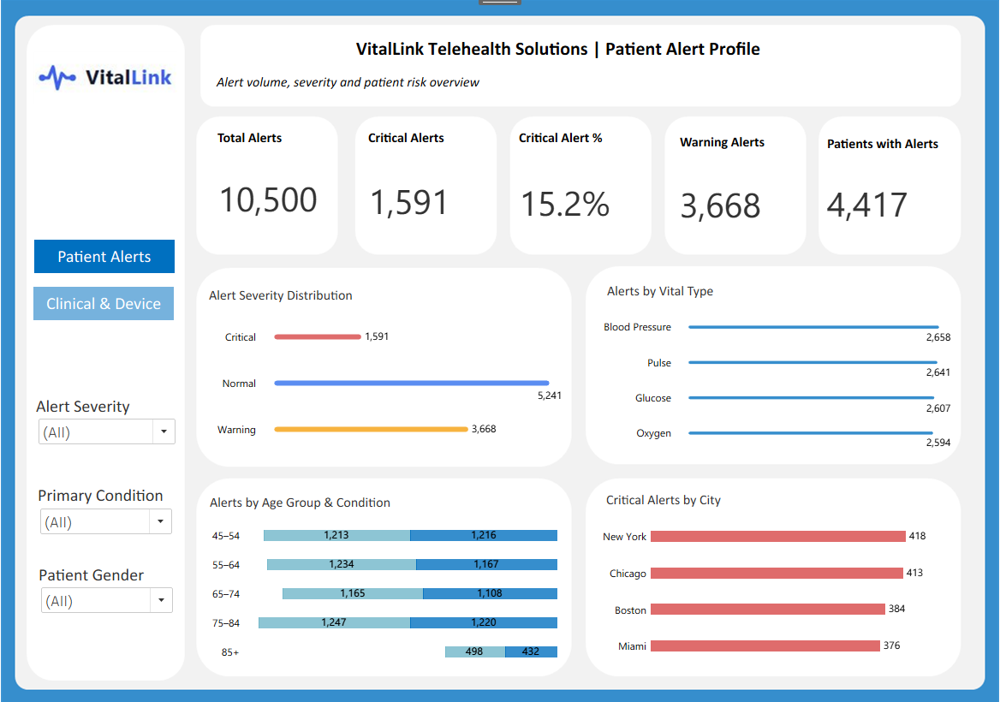 VitalLink
VitalLink Telehealth Solutions | Patient Alert Profile
Alert volume, severity and patient risk overview
Patient Alerts
Clinical & Device
Alert Severity
(All)
Primary Condition
(All)
Patient Gender
(All)
Total Alerts
10,500
Critical Alerts
1,591
Critical Alert %
15.2%
Warning Alerts
3,668
Patients with Alerts
4,417
Alert Severity Distribution
Critical 1,591
Normal 5,241
Warning 3,668
Alerts by Vital Type
Blood Pressure 2,658
Pulse 2,641
Glucose 2,607
Oxygen 2,594
Alerts by Age Group & Condition
45–54 1,213 1,216
55–64 1,234 1,167
65–74 1,165 1,108
75–84 1,247 1,220
85+ 498 432
Critical Alerts by City
New York 418
Chicago 413
Boston 384
Miami 376